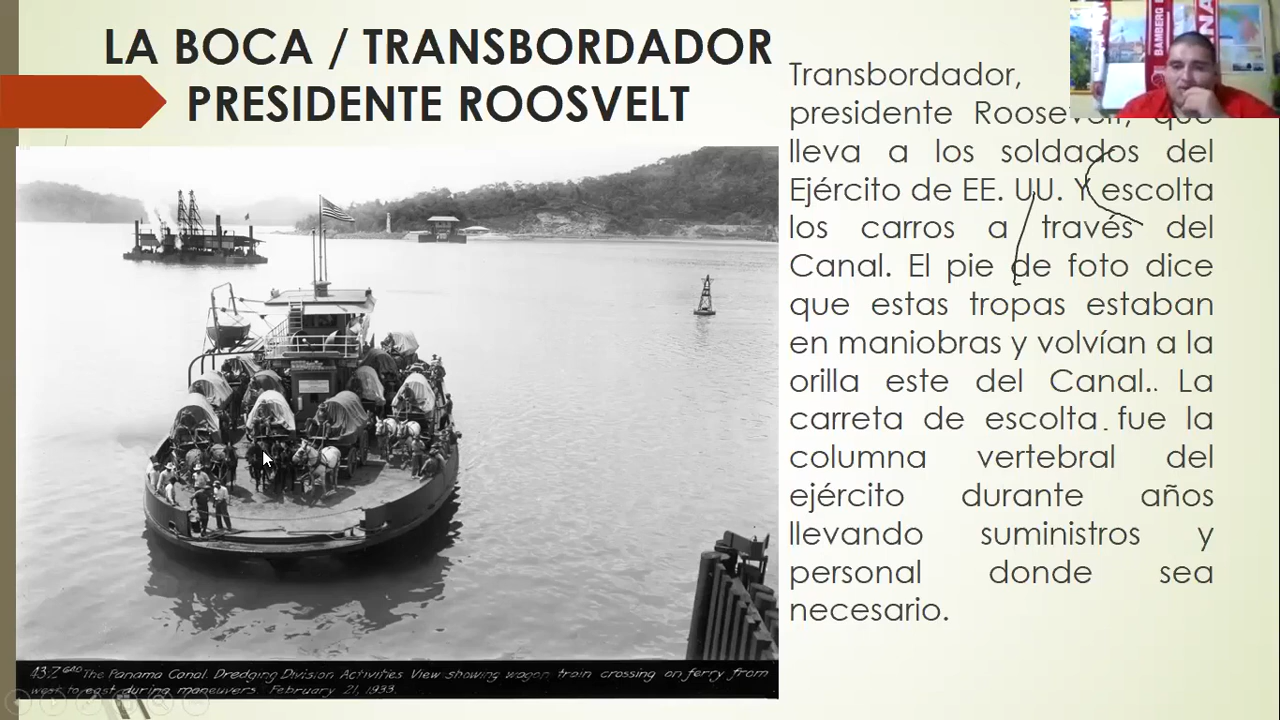 LA BOCA / TRANSBORDADOR
PRESIDENTE ROOSVELT
Transbordador,
presidente Roosevelt, que
lleva a los soldados del
Ejército de EE. UU. Y escolta
los carros a través del
Canal. El pie de foto dice
que estas tropas estaban
en maniobras y volvían a la
orilla este del Canal.. La
carreta de escolta fue la
columna vertebral del
ejército durante años
llevando suministros y
personal donde sea
necesario.
BAMBERG
The Panama Canal. Dredging Division Activities View showing wagon train crossing on ferry from
west to east during maneuvers. February 21, 1933.